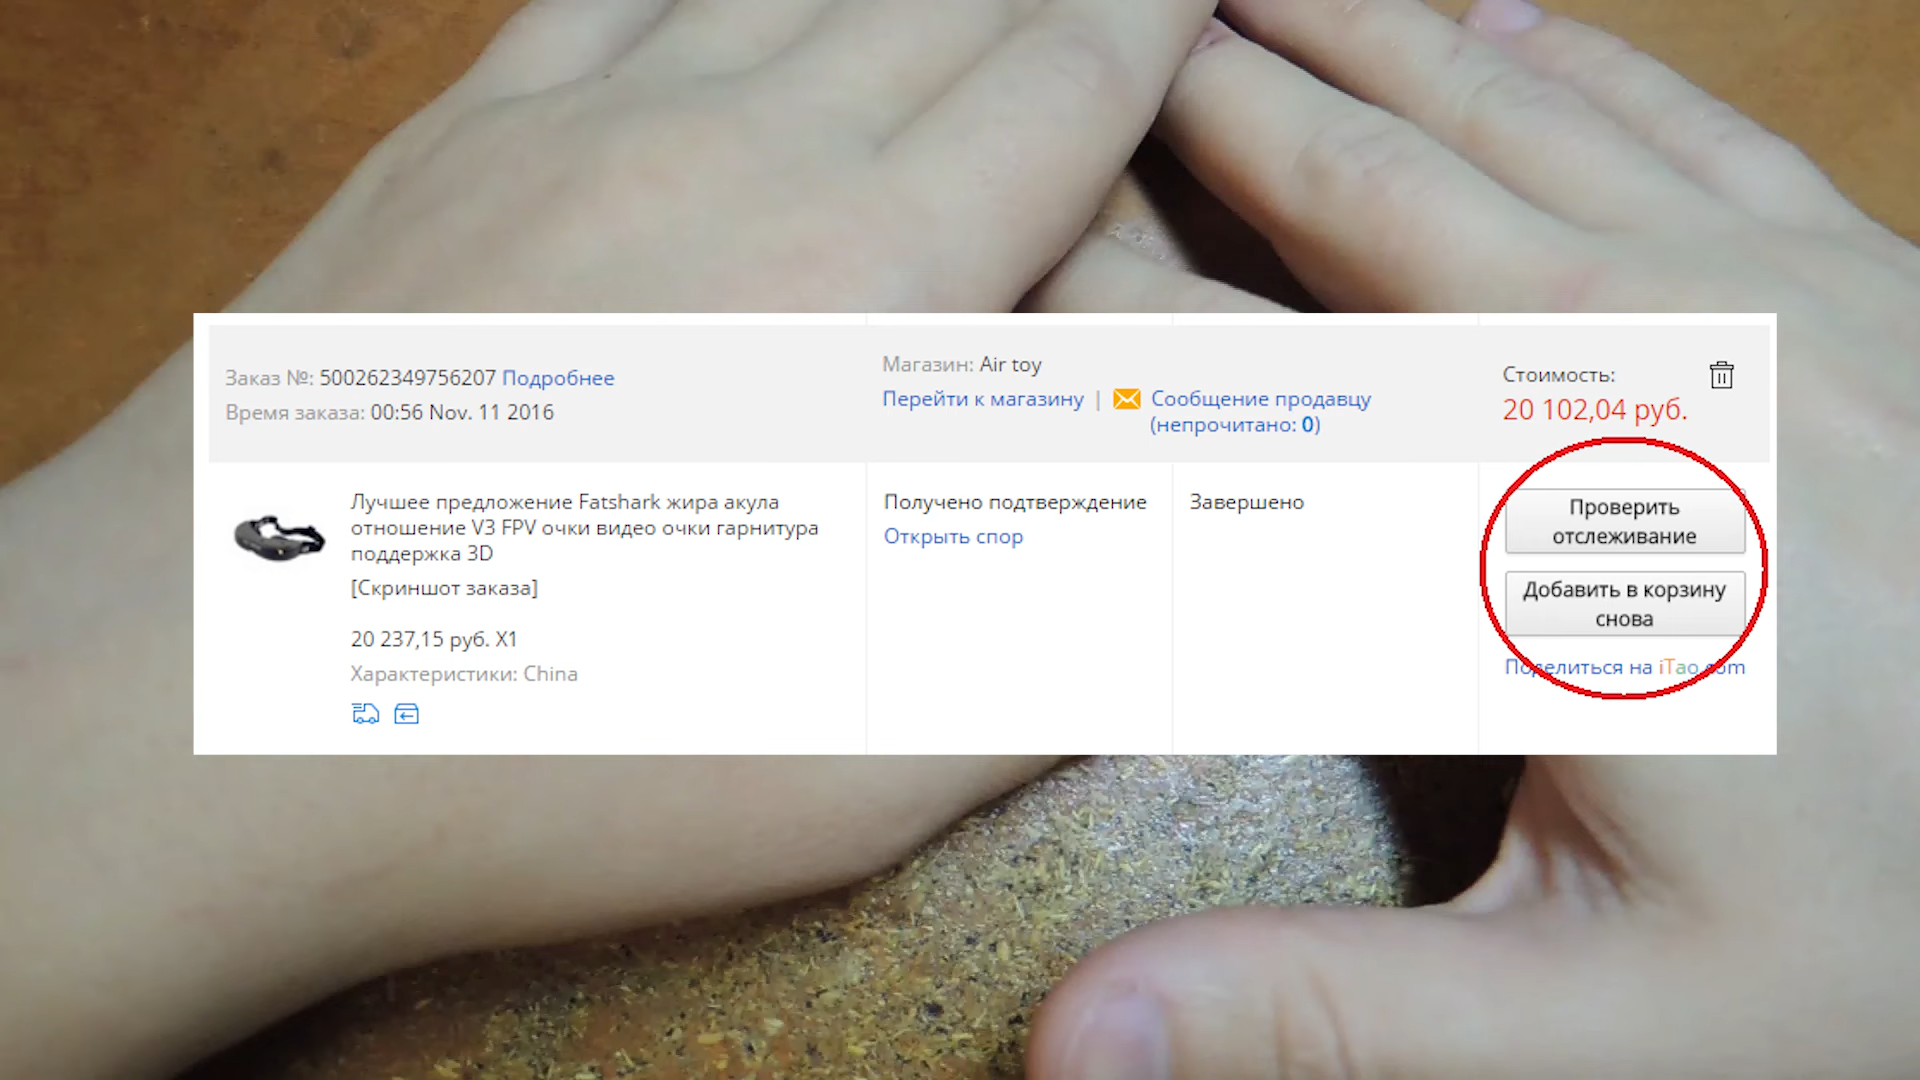 Заказ №: 500262349756207 Подробнее
Время заказа: 00:56 Nov. 11 2016
Магазин: Air toy
Перейти к магазину | Сообщение продавцу
(непрочитано: 0)
Стоимость:
20 102,04 руб.
Лучшее предложение Fatshark жира акула
отношение V3 FPV очки видео очки гарнитура
поддержка 3D
[Скриншот заказа]
20 237,15 руб. X1
Характеристики: China
Получено подтверждение
Открыть спор
Завершено
Проверить
отслеживание
Добавить в корзину
снова
Поделиться на iTao.com